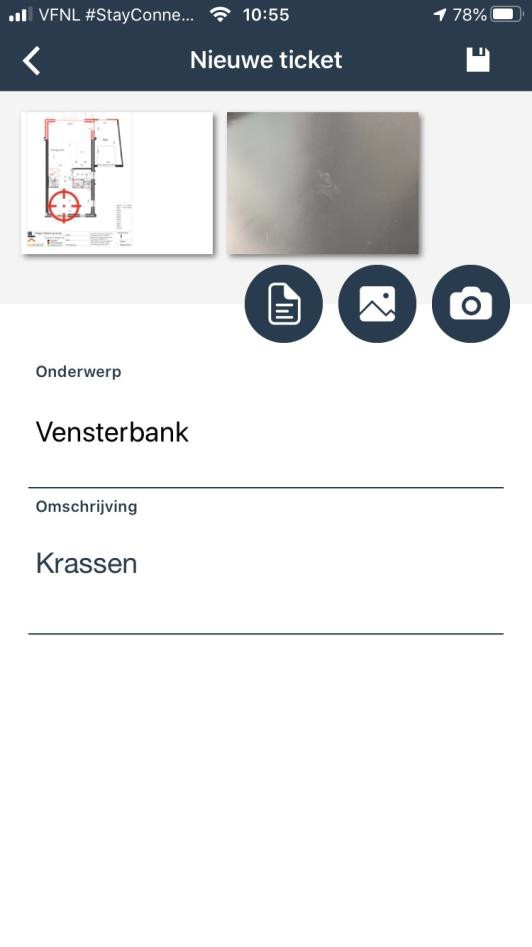 VFNL #StayConne... 10:55 78%
Nieuwe ticket
Onderwerp
Vensterbank
Omschrijving
Krassen